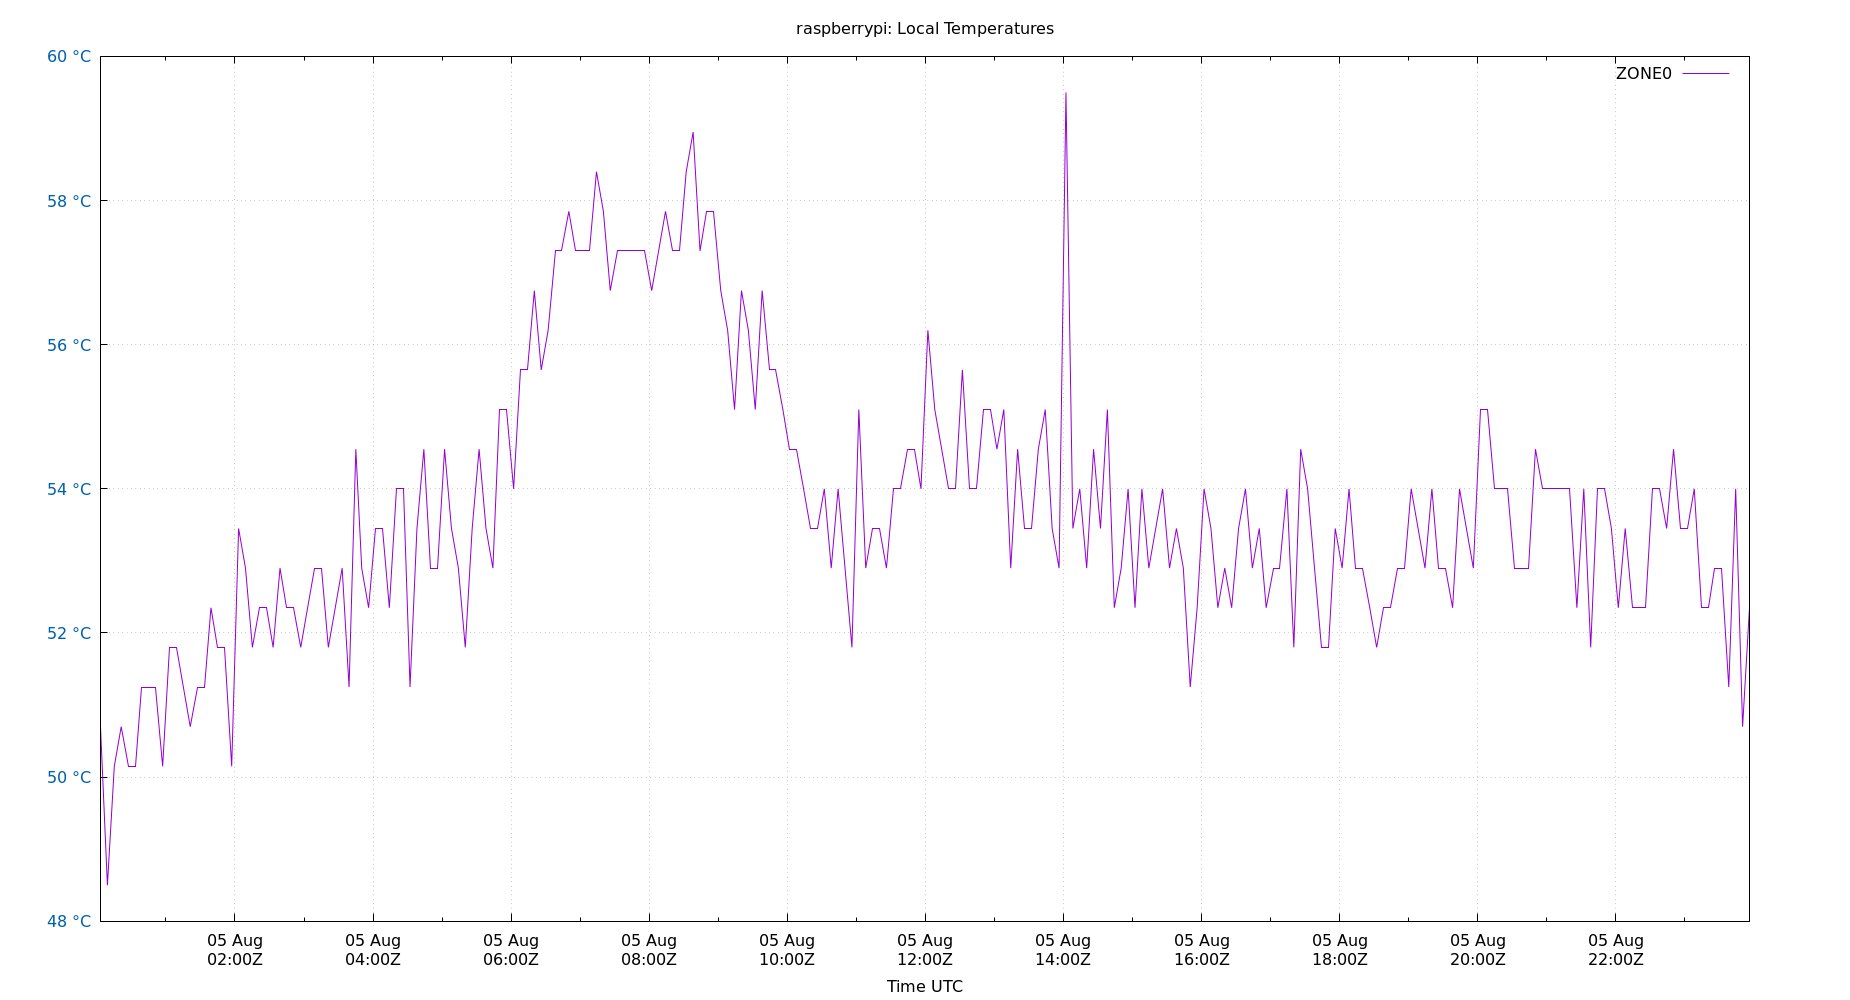 raspberrypi: Local Temperatures
ZONE0
60 °C
58 °C
56 °C
54 °C
52 °C
50 °C
48 °C
05 Aug 05 Aug 05 Aug 05 Aug 05 Aug 05 Aug 05 Aug 05 Aug 05 Aug 05 Aug 05 Aug
02:00Z 04:00Z 06:00Z 08:00Z 10:00Z 12:00Z 14:00Z 16:00Z 18:00Z 20:00Z 22:00Z
Time UTC